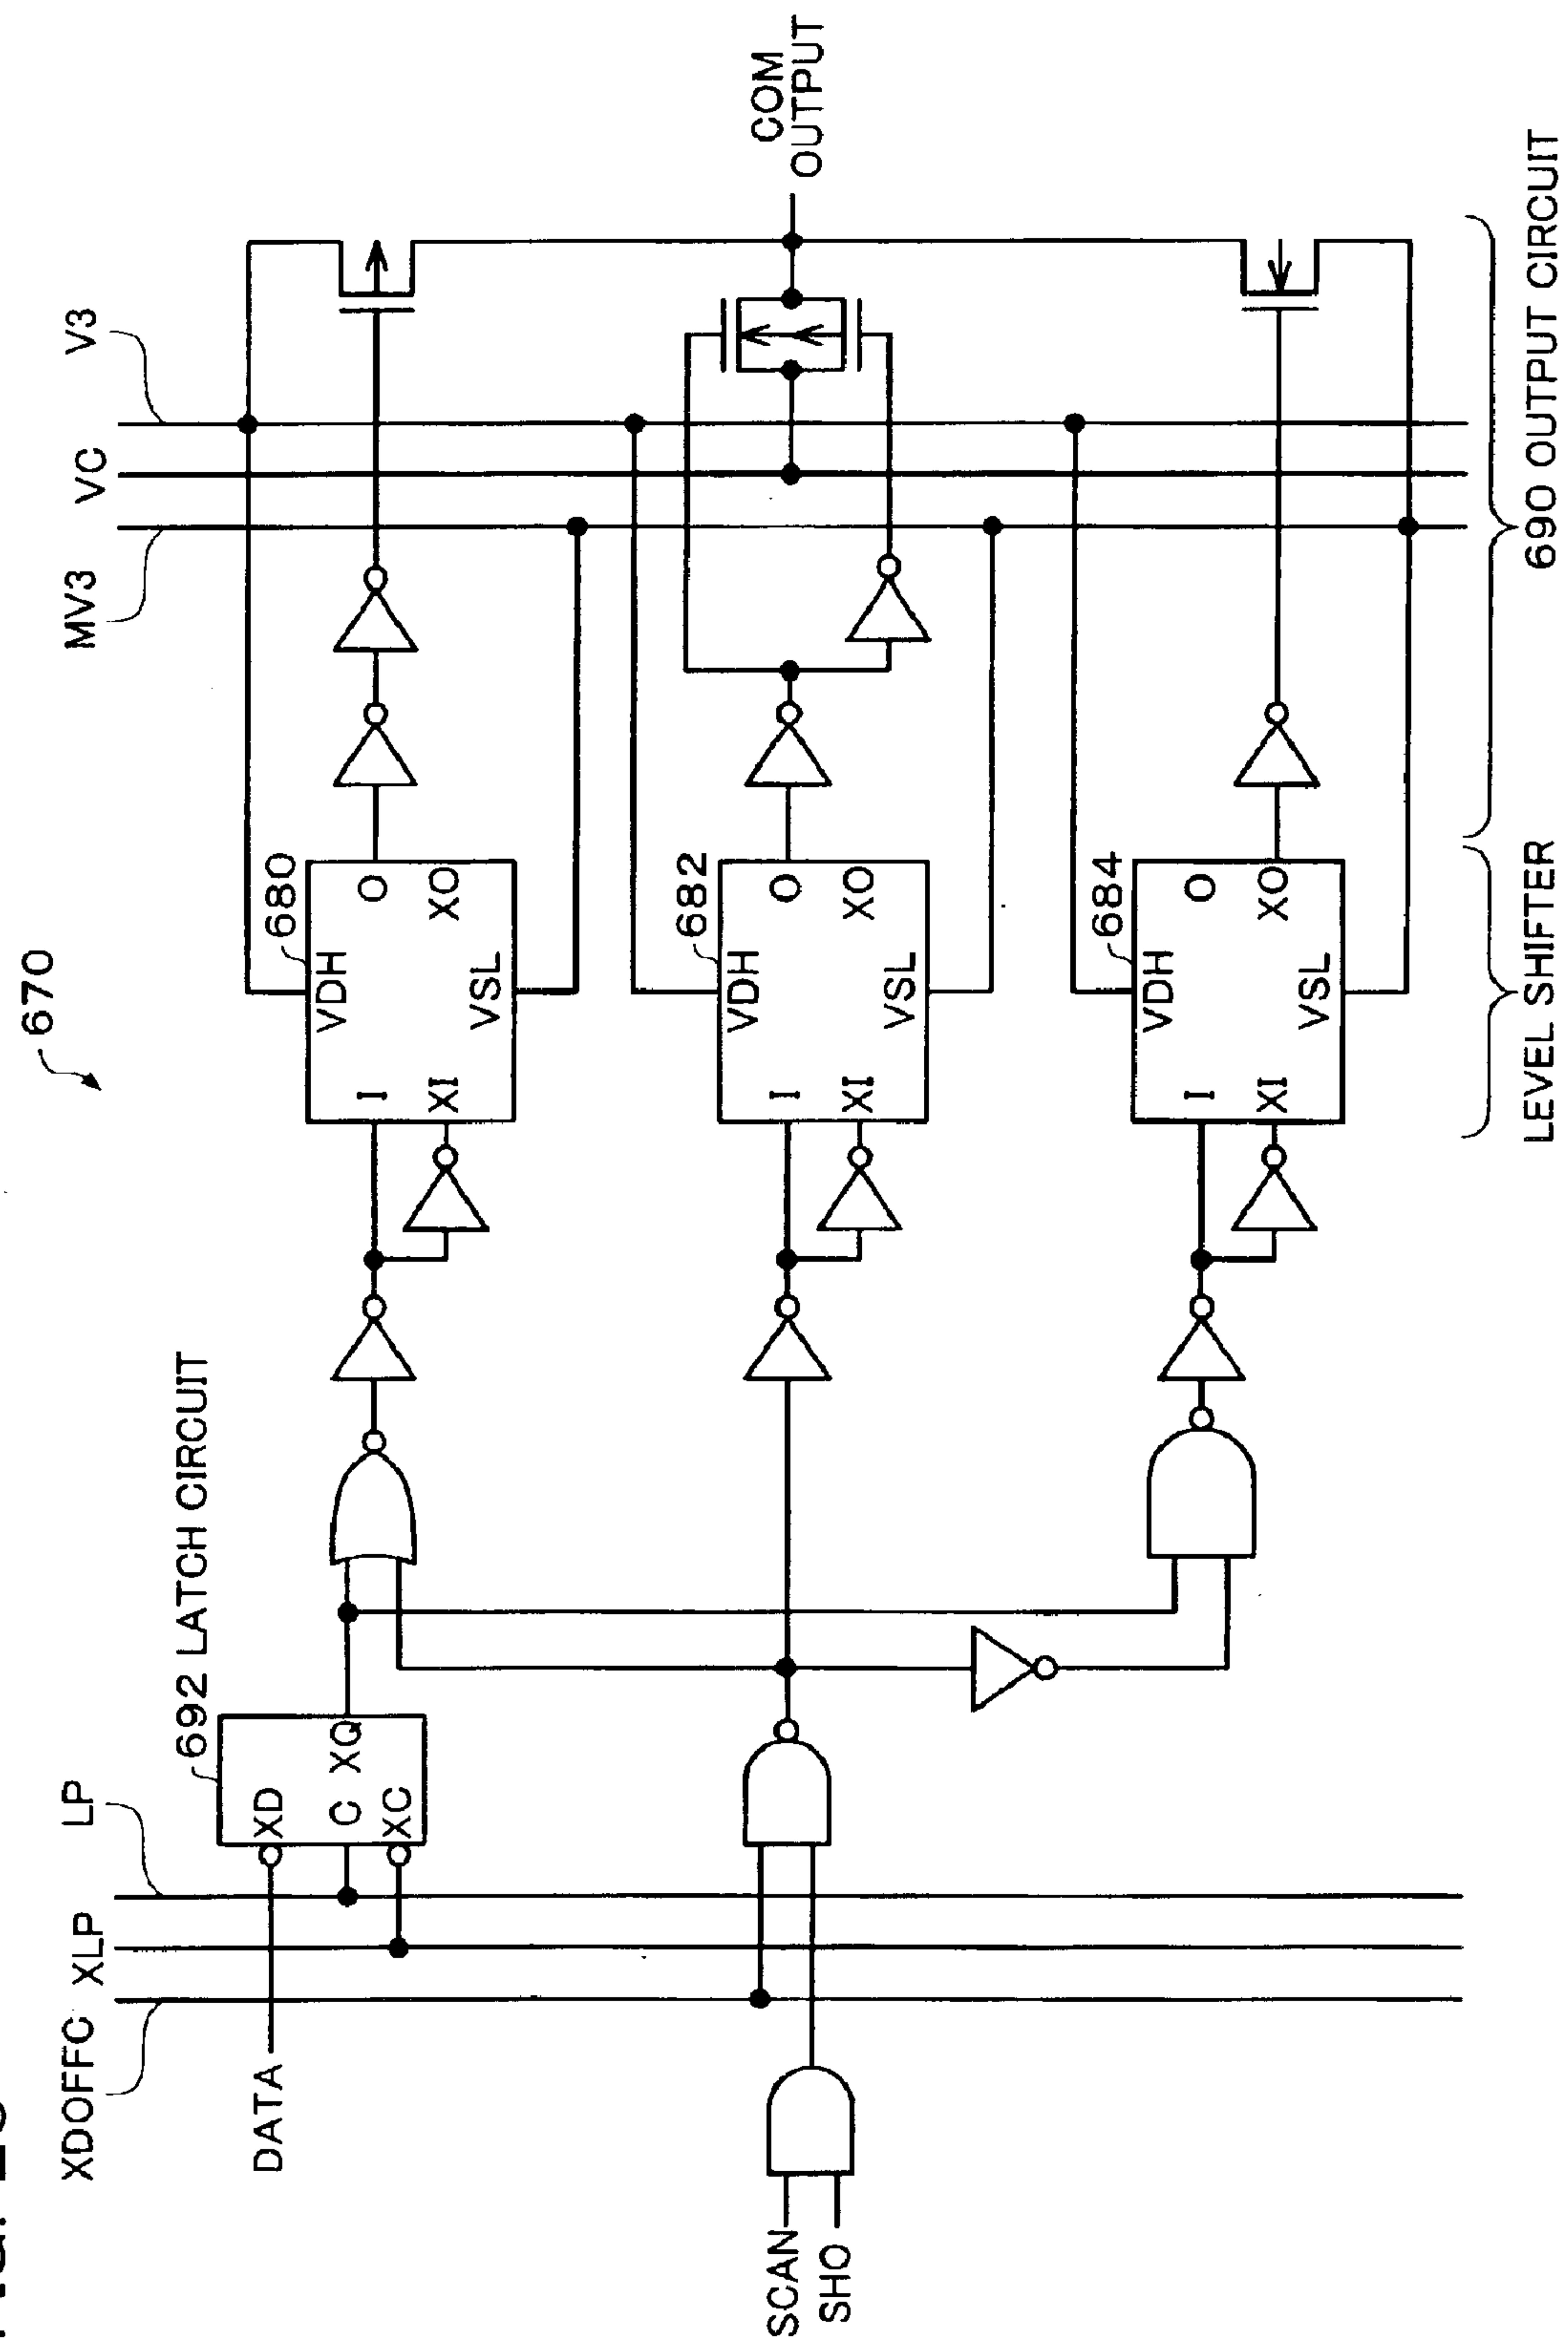 670
XDOFFC
XLP
LP
MV3
VC
V3
DATA
692 LATCH CIRCUIT
XD
C
XQ
XC
680
VDH
I
O
XI
XO
VSL
682
VDH
I
O
XI
XO
VSL
684
VDH
I
O
XI
XO
VSL
SCAN
SHO
COM
OUTPUT
LEVEL SHIFTER
690 OUTPUT CIRCUIT